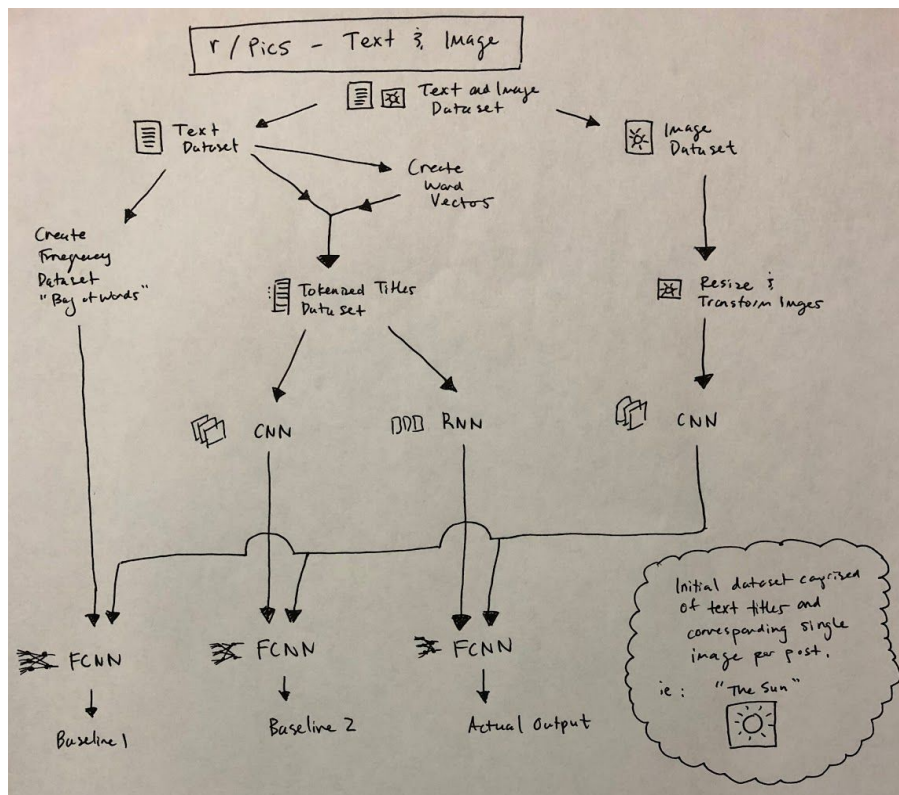 r/Pics - Text & Image
Text and Image
Dataset
Text
Dataset
Image
Dataset
Create
Word
Vectors
Create
Frequency
Dataset
"Bag of Words"
Tokenized Titles
Dataset
Resize &
Transform Images
CNN
RNN
CNN
FCNN
FCNN
FCNN
Baseline 1
Baseline 2
Actual Output
Initial dataset comprised
of text titles and
corresponding single
image per post.
ie: "The Sun"